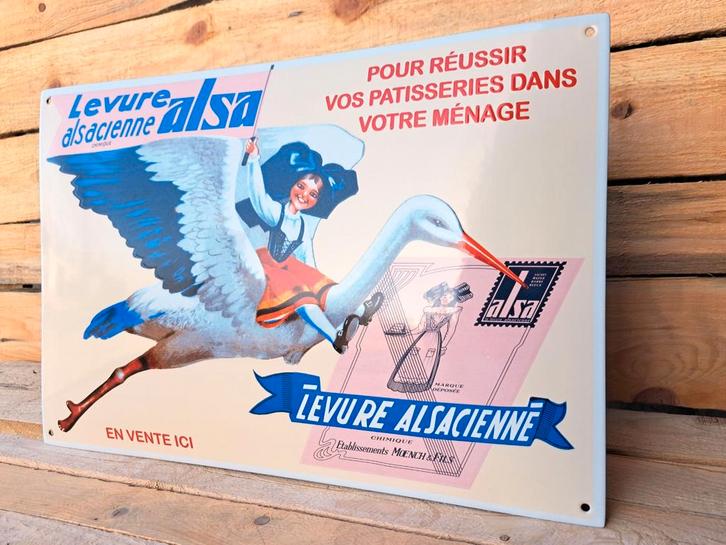 Levure
alsacienne alsa
CHIMIQUE
POUR RÉUSSIR
VOS PATISSERIES DANS
VOTRE MÉNAGE
alsa
MARQUE
DÉPOSÉE
LEVURE ALSACIENNE
CHIMIQUE
Etablissements MOENCH & FILS
EN VENTE ICI